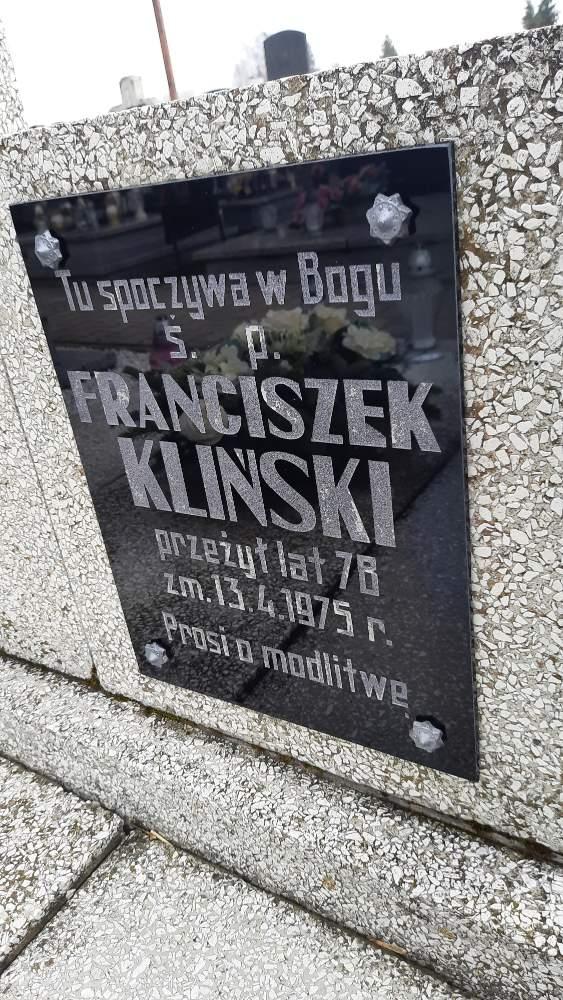 Tu spoczywa w Bogu
ś. p.
FRANCISZEK
KLIŃSKI
przeżył lat 78
zm. 13.4.1975 r.
Prosi o modlitwę